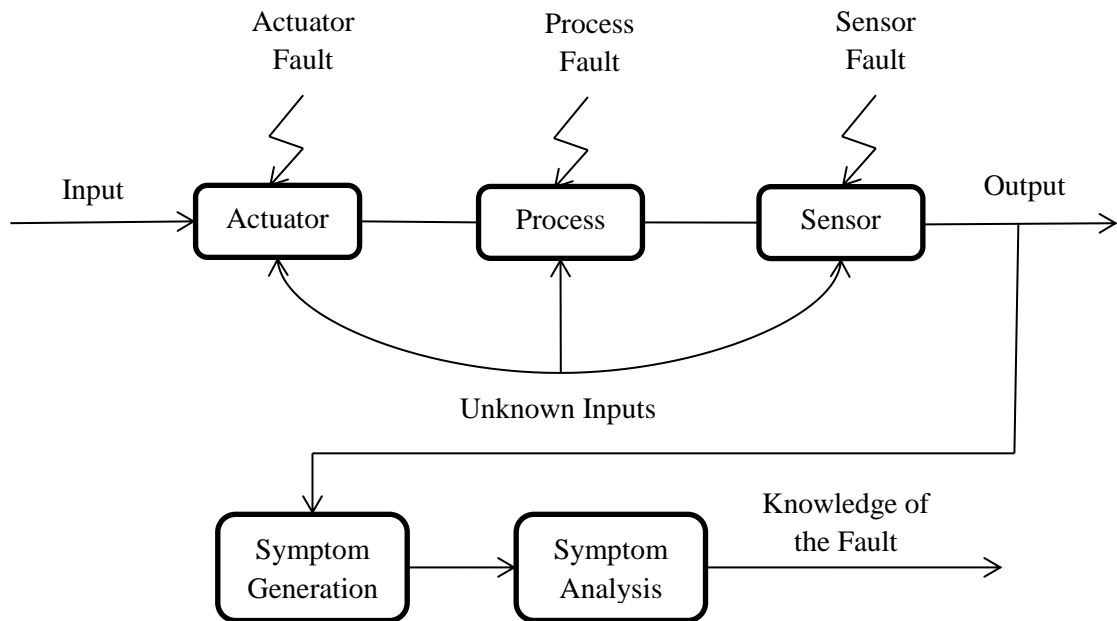 Actuator
Fault
Process
Fault
Sensor
Fault
Input
Actuator
Process
Sensor
Output
Unknown Inputs
Symptom
Generation
Symptom
Analysis
Knowledge of
the Fault